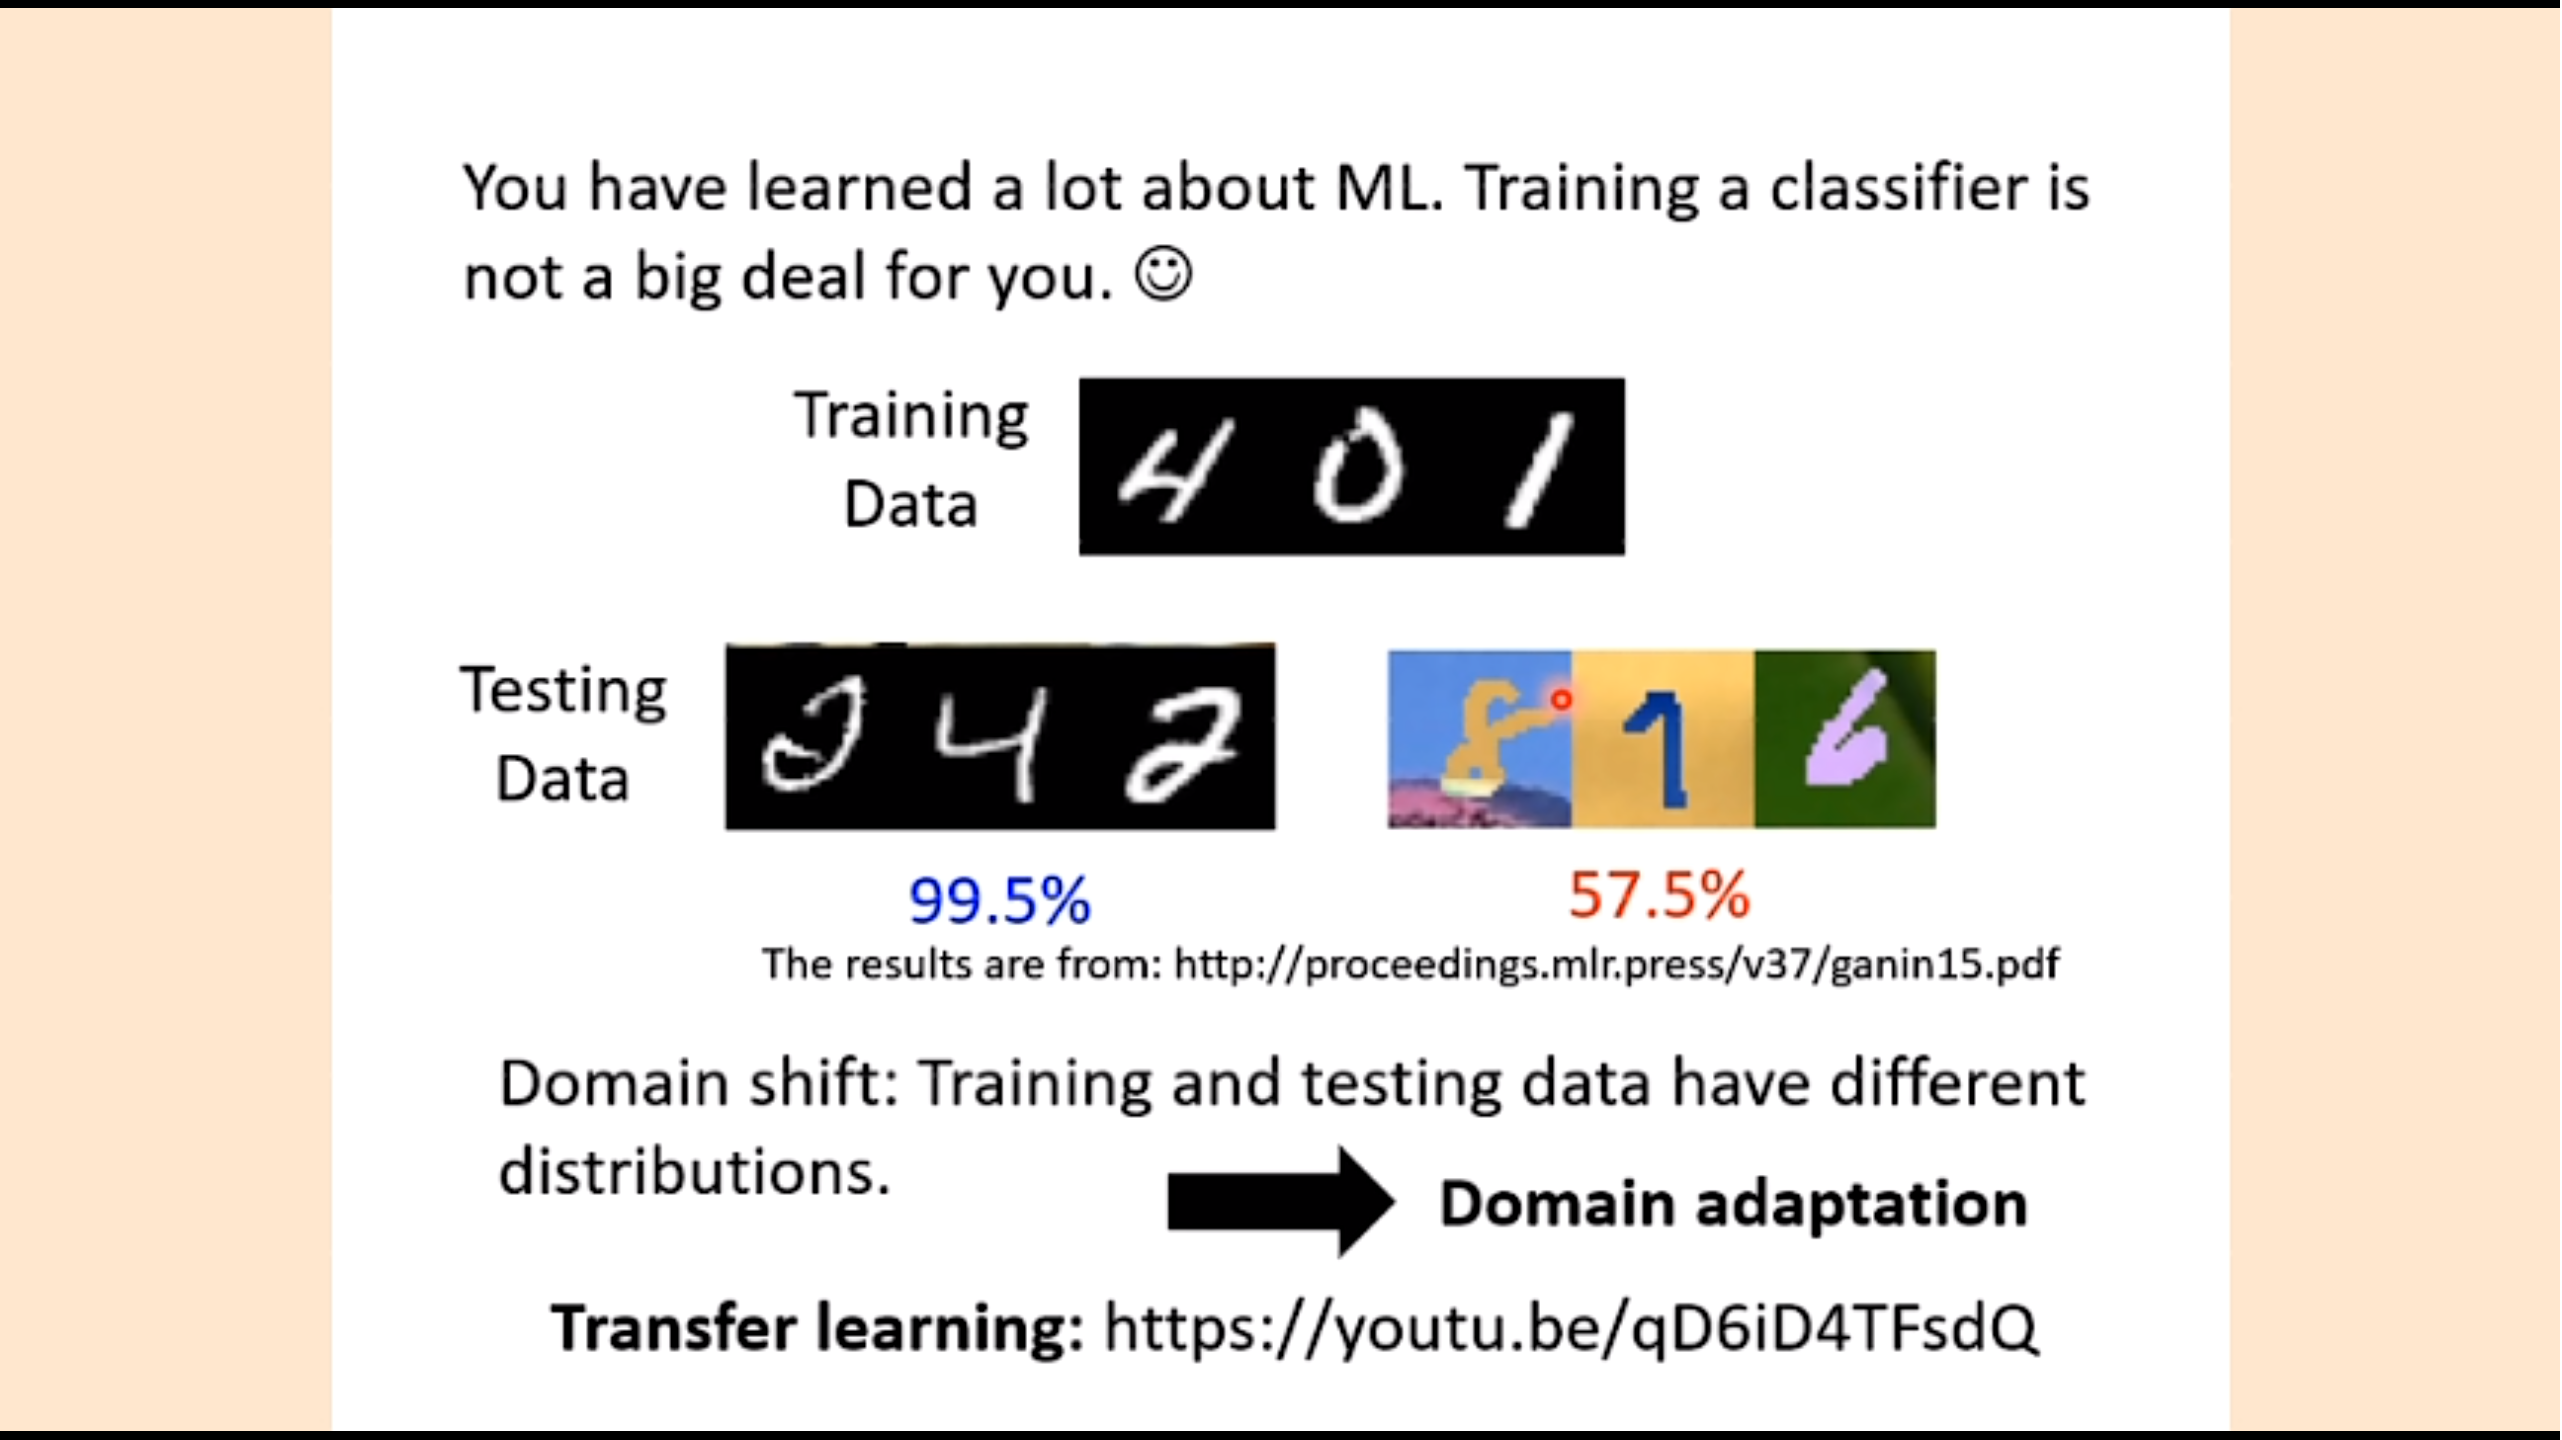 You have learned a lot about ML. Training a classifier is
not a big deal for you. ☺
Training
Data
4 0 1
Testing
Data
2 4 2
8 1 6
99.5%
57.5%
The results are from: http://proceedings.mlr.press/v37/ganin15.pdf
Domain shift: Training and testing data have different
distributions.
Domain adaptation
Transfer learning: https://youtu.be/qD6iD4TFsdQ